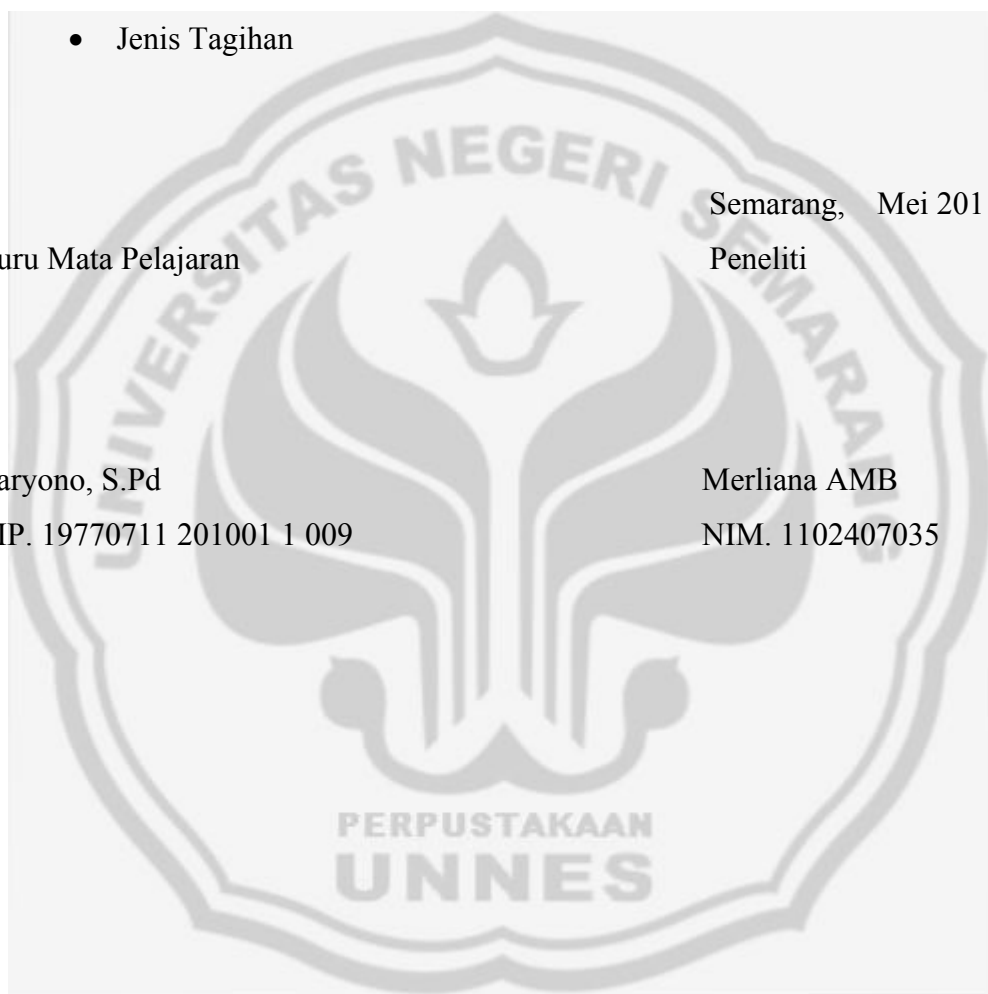 • Jenis Tagihan
Semarang, Mei 201
uru Mata Pelajaran Peneliti
aryono, S.Pd Merliana AMB
IP. 19770711 201001 1 009 NIM. 1102407035
UNIVERSITAS NEGERI SEMARANG
PERPUSTAKAAN
UNNES